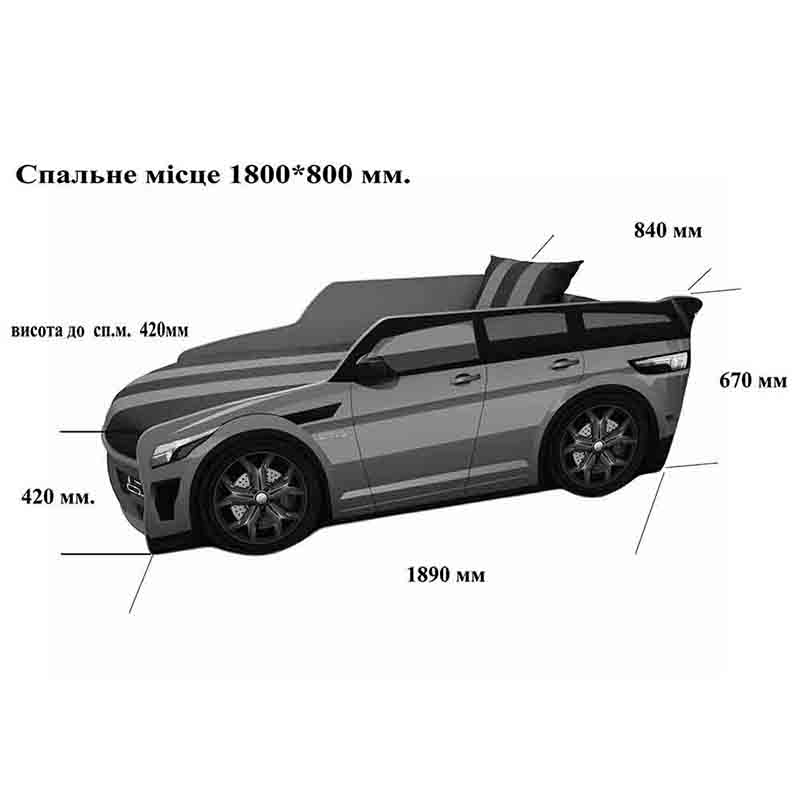 Спальне місце 1800*800 мм.
840 мм
висота до сп.м. 420мм
670 мм
420 мм.
1890 мм